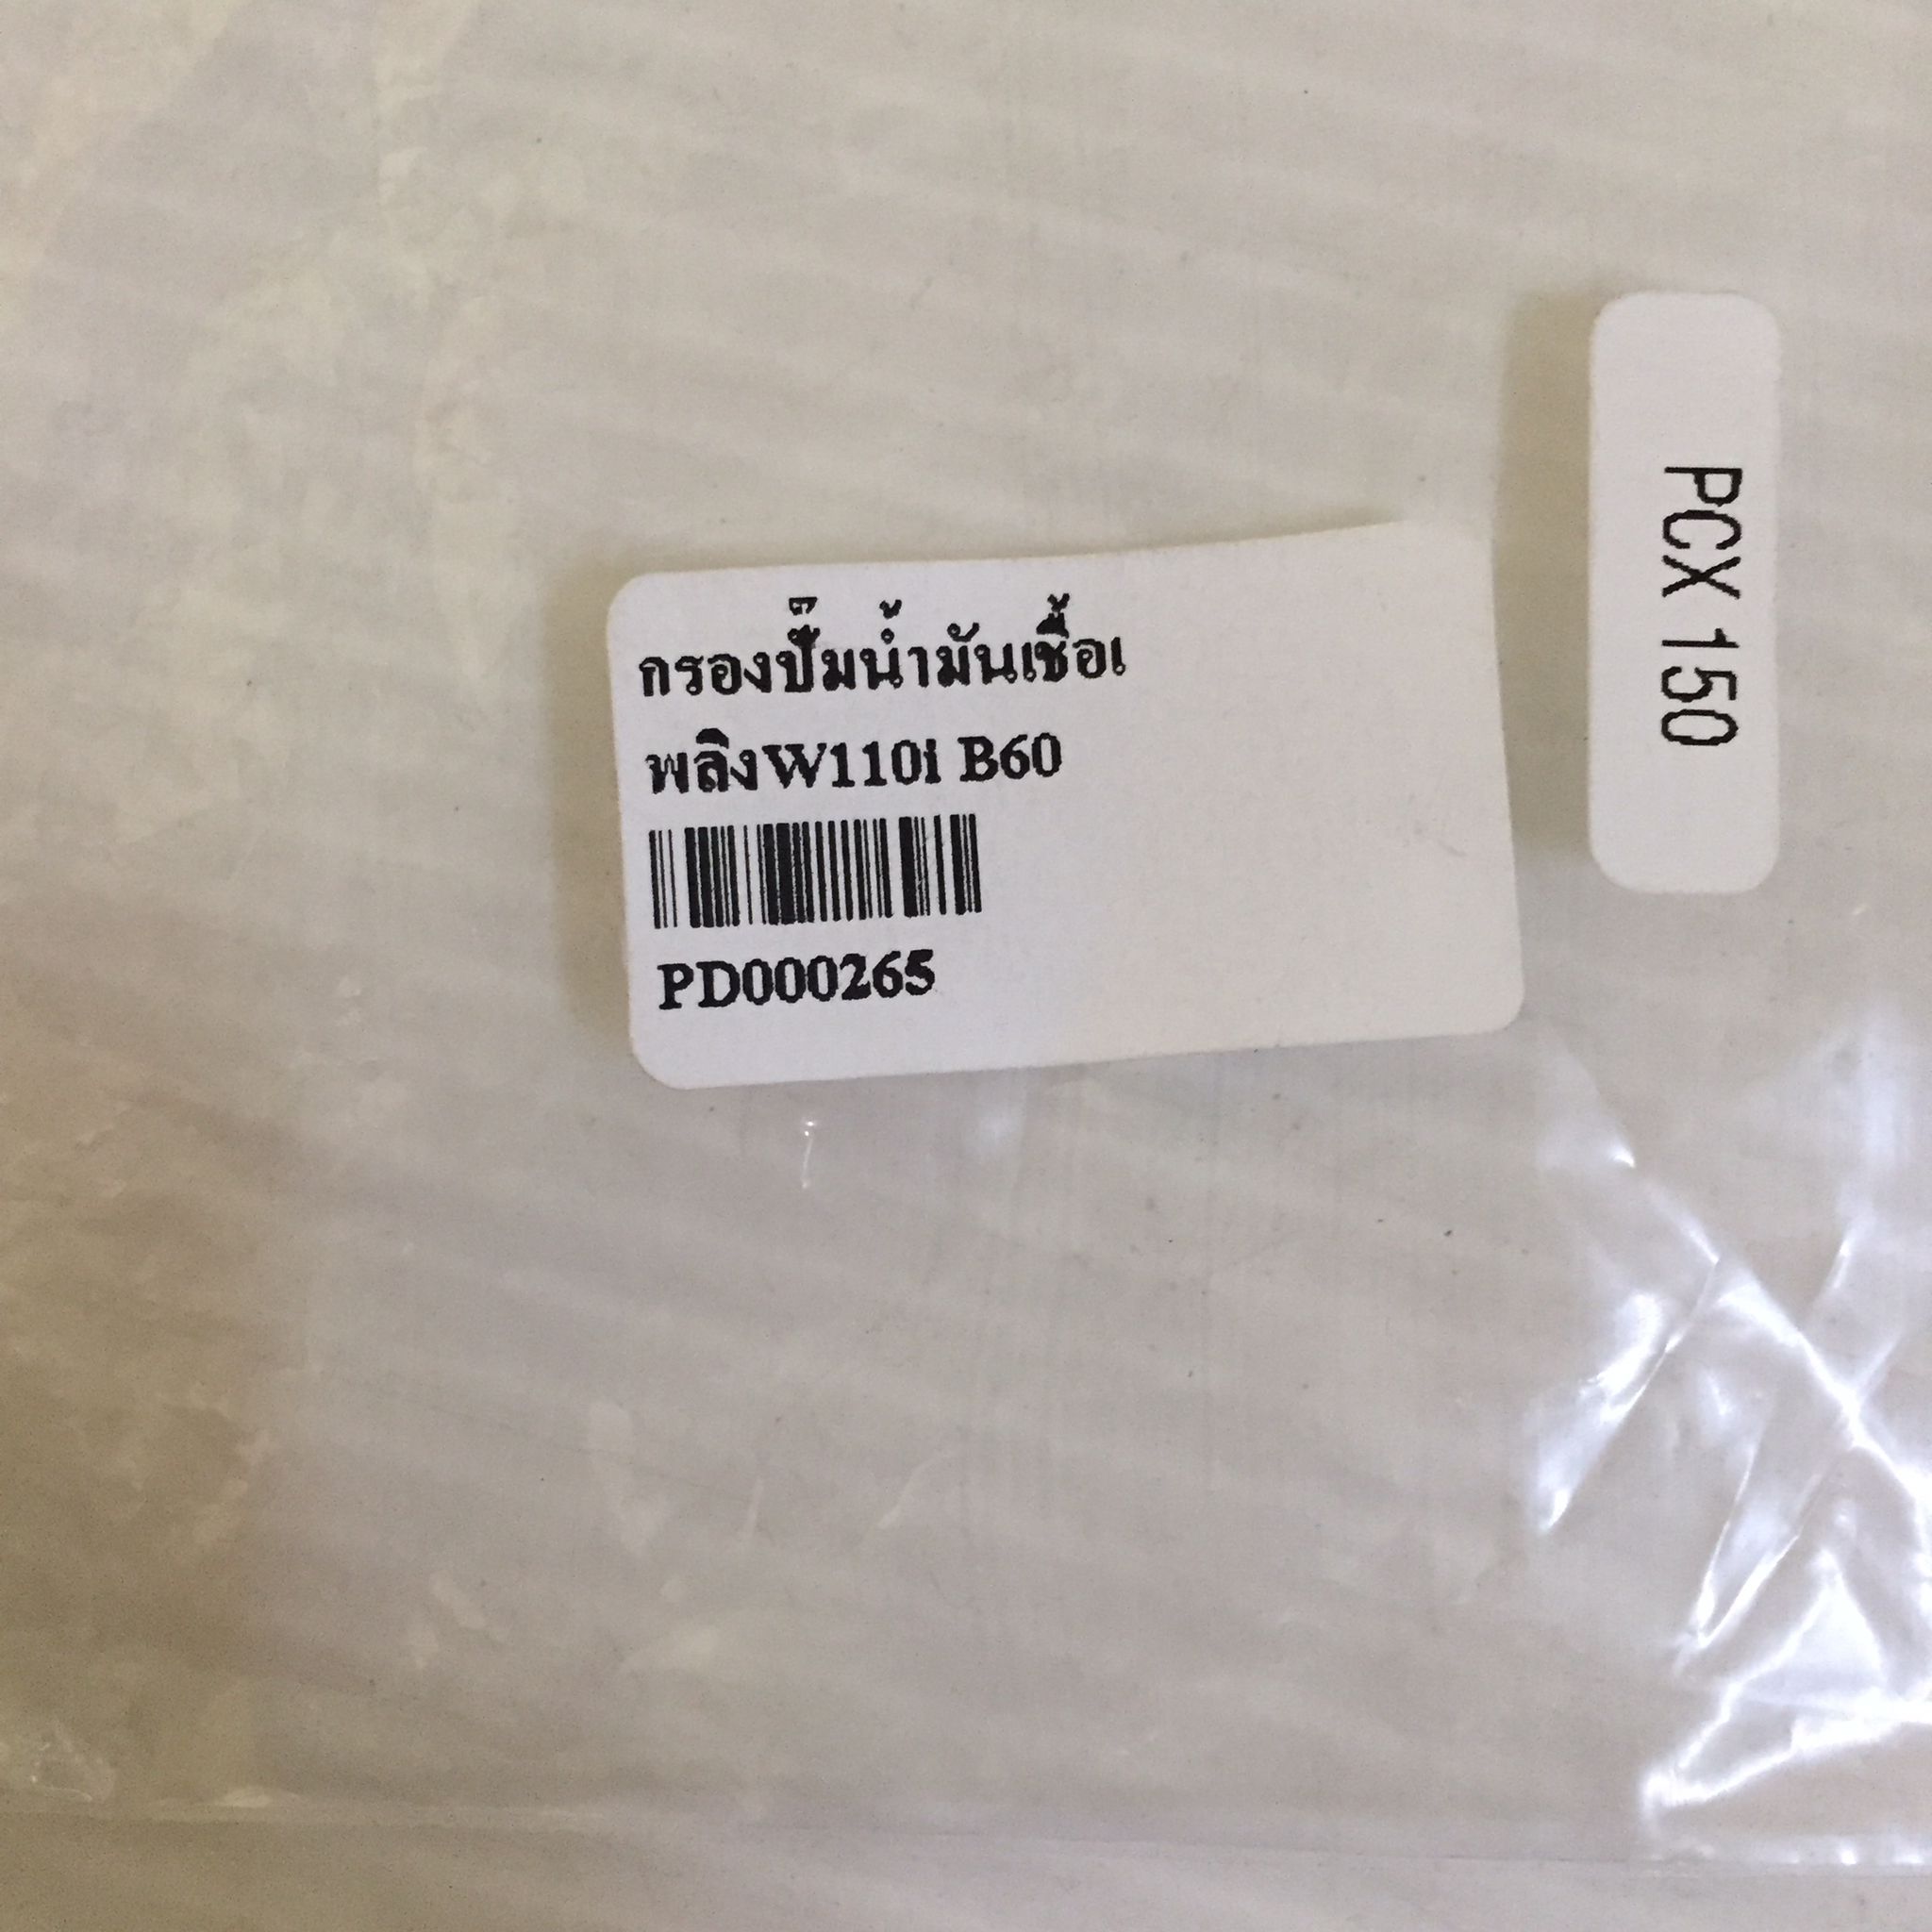 กรองปั๊มน้ำมันเชื้อเ
พลิงW110i B60
PD000265
PCX 150